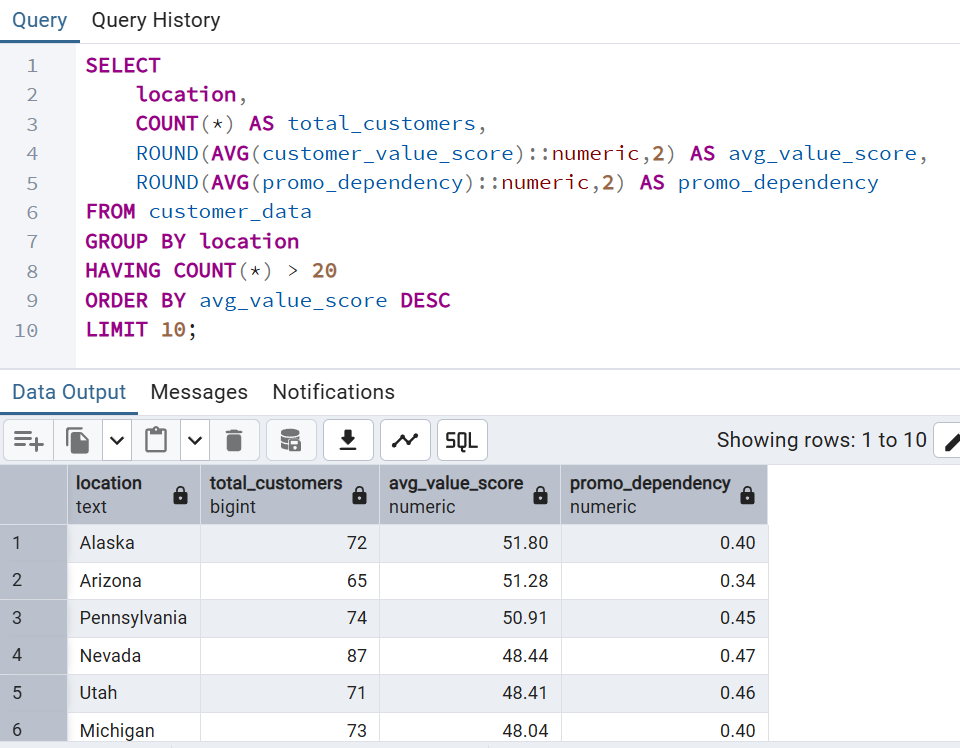 Query Query History
1 SELECT
2 location,
3 COUNT(*) AS total_customers,
4 ROUND(AVG(customer_value_score)::numeric,2) AS avg_value_score,
5 ROUND(AVG(promo_dependency)::numeric,2) AS promo_dependency
6 FROM customer_data
7 GROUP BY location
8 HAVING COUNT(*) > 20
9 ORDER BY avg_value_score DESC
10 LIMIT 10;
Data Output Messages Notifications
SQL Showing rows: 1 to 10
location total_customers avg_value_score promo_dependency
text bigint numeric numeric
1 Alaska 72 51.80 0.40
2 Arizona 65 51.28 0.34
3 Pennsylvania 74 50.91 0.45
4 Nevada 87 48.44 0.47
5 Utah 71 48.41 0.46
6 Michigan 73 48.04 0.40